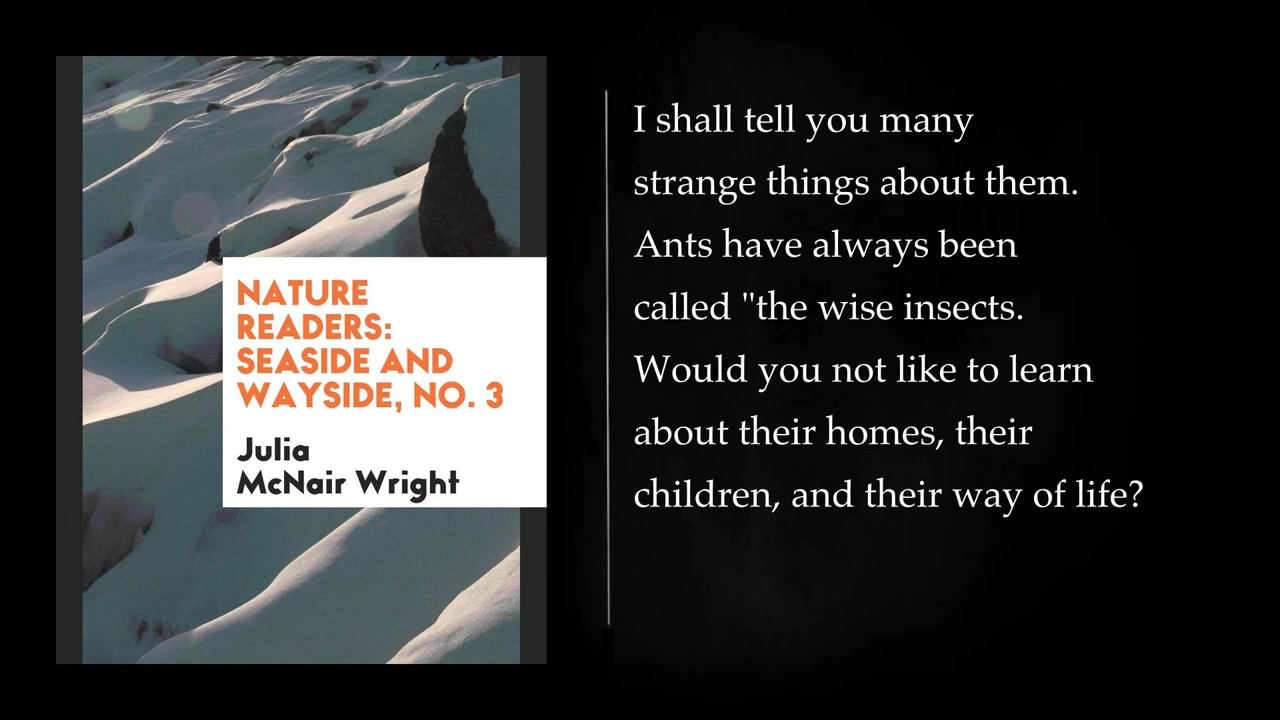 NATURE
READERS:
SEASIDE AND
WAYSIDE, NO. 3
Julia
McNair Wright
I shall tell you many
strange things about them.
Ants have always been
called "the wise insects.
Would you not like to learn
about their homes, their
children, and their way of life?